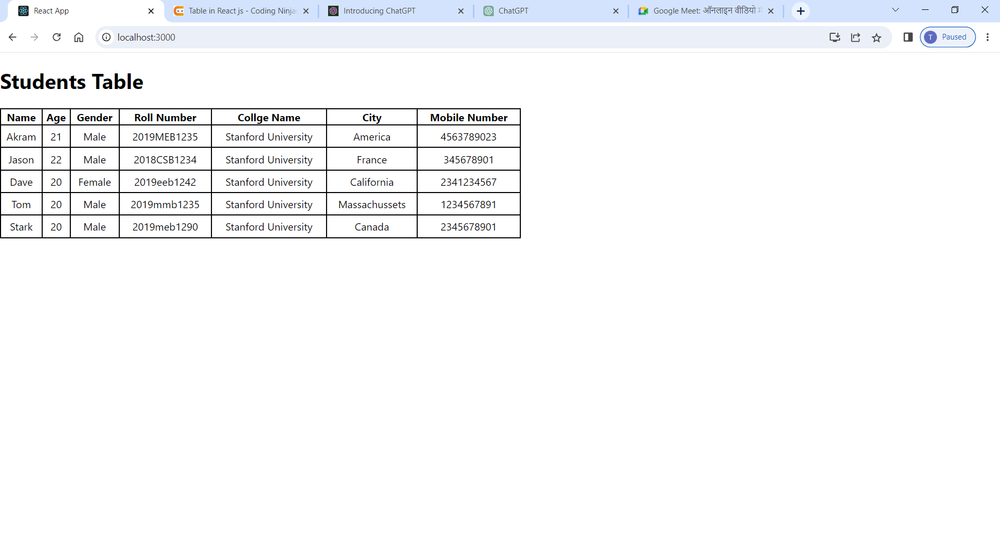 React App Table in React js - Coding Ninjas Introducing ChatGPT ChatGPT Google Meet: ऑनलाइन वीडियो
localhost:3000 T Paused
Students Table
Name Age Gender Roll Number Collge Name City Mobile Number
Akram 21 Male 2019MEB1235 Stanford University America 4563789023
Jason 22 Male 2018CSB1234 Stanford University France 345678901
Dave 20 Female 2019eeb1242 Stanford University California 2341234567
Tom 20 Male 2019mmb1235 Stanford University Massachussets 1234567891
Stark 20 Male 2019meb1290 Stanford University Canada 2345678901